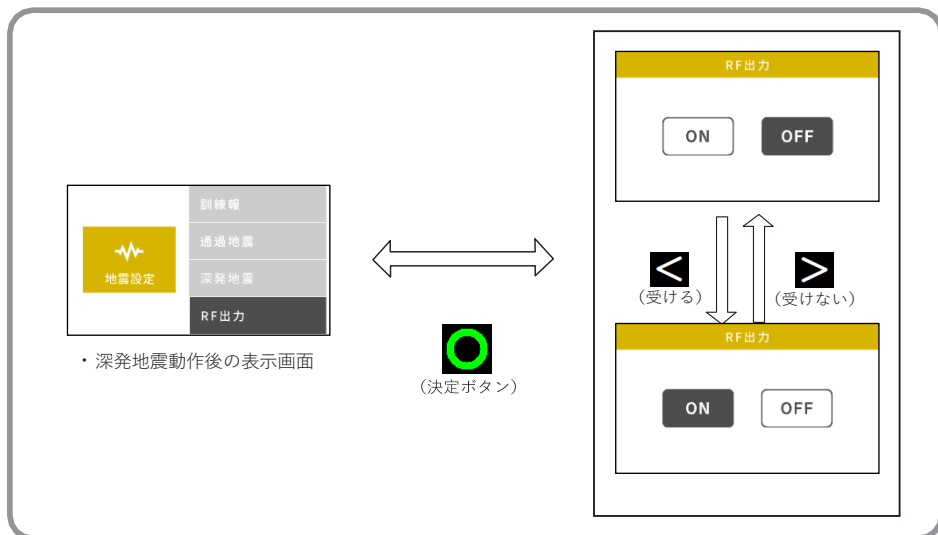 訓練報
通過地震
深発地震
RF出力
地震設定
・深発地震動作後の表示画面
(決定ボタン)
RF出力
ON OFF
<
(受ける)
>
(受けない)
RF出力
ON OFF